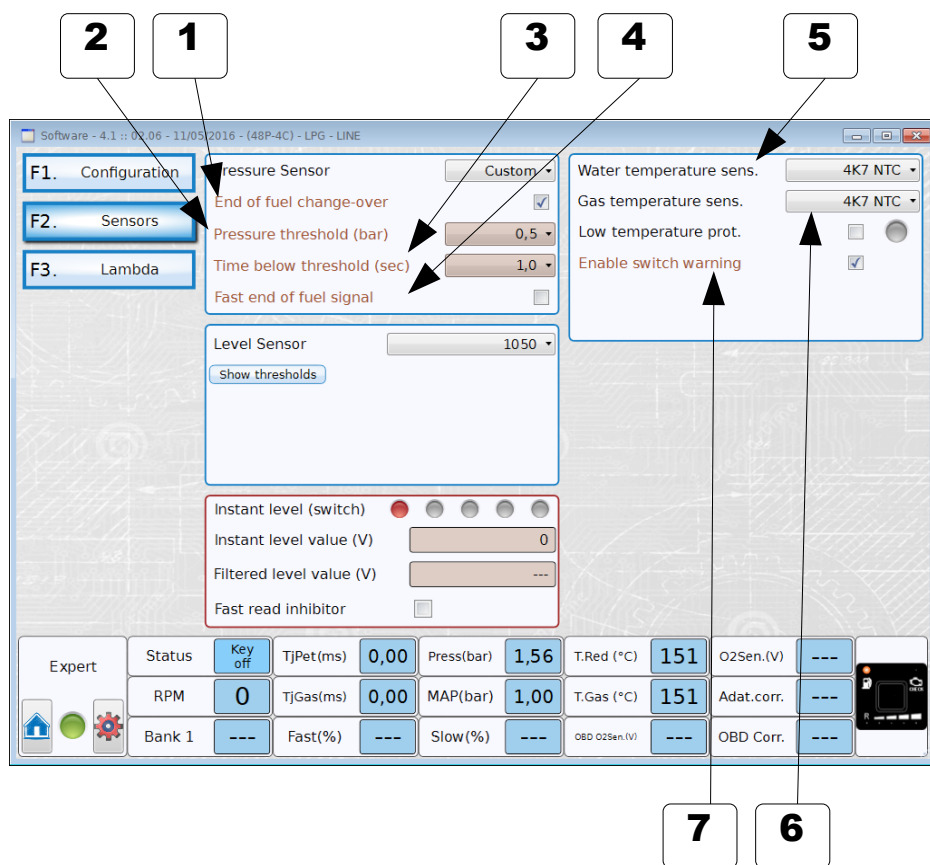 2 1 3 4 5
Software - 4.1 :: 02.06 - 11/05/2016 - (48P-4C) - LPG - LINE
F1. Configuration
F2. Sensors
F3. Lambda
Pressure Sensor Custom
End of fuel change-over
Pressure threshold (bar) 0,5
Time below threshold (sec) 1,0
Fast end of fuel signal
Water temperature sens. 4K7 NTC
Gas temperature sens. 4K7 NTC
Low temperature prot.
Enable switch warning
Level Sensor 1050
Show thresholds
Instant level (switch)
Instant level value (V) 0
Filtered level value (V) ---
Fast read inhibitor
Expert
Status Key off TjPet(ms) 0,00 Press(bar) 1,56 T.Red (°C) 151 O2Sen.(V) ---
RPM 0 TjGas(ms) 0,00 MAP(bar) 1,00 T.Gas (°C) 151 Adat.corr. ---
Bank 1 --- Fast(%) --- Slow(%) --- OBD O2Sen.(V) --- OBD Corr. ---
CHECK
R
7 6